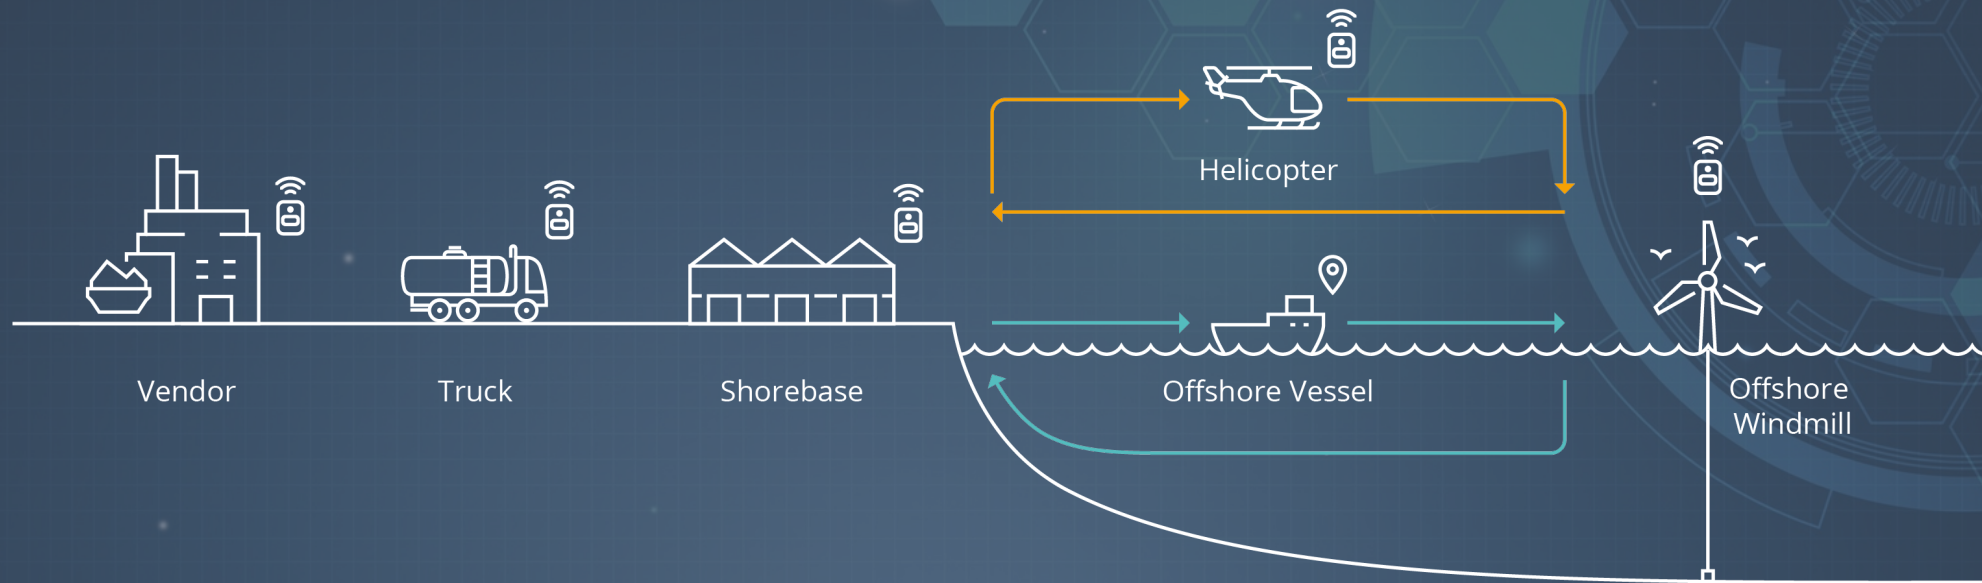 Helicopter
Vendor
Truck
Shorebase
Offshore Vessel
Offshore
Windmill